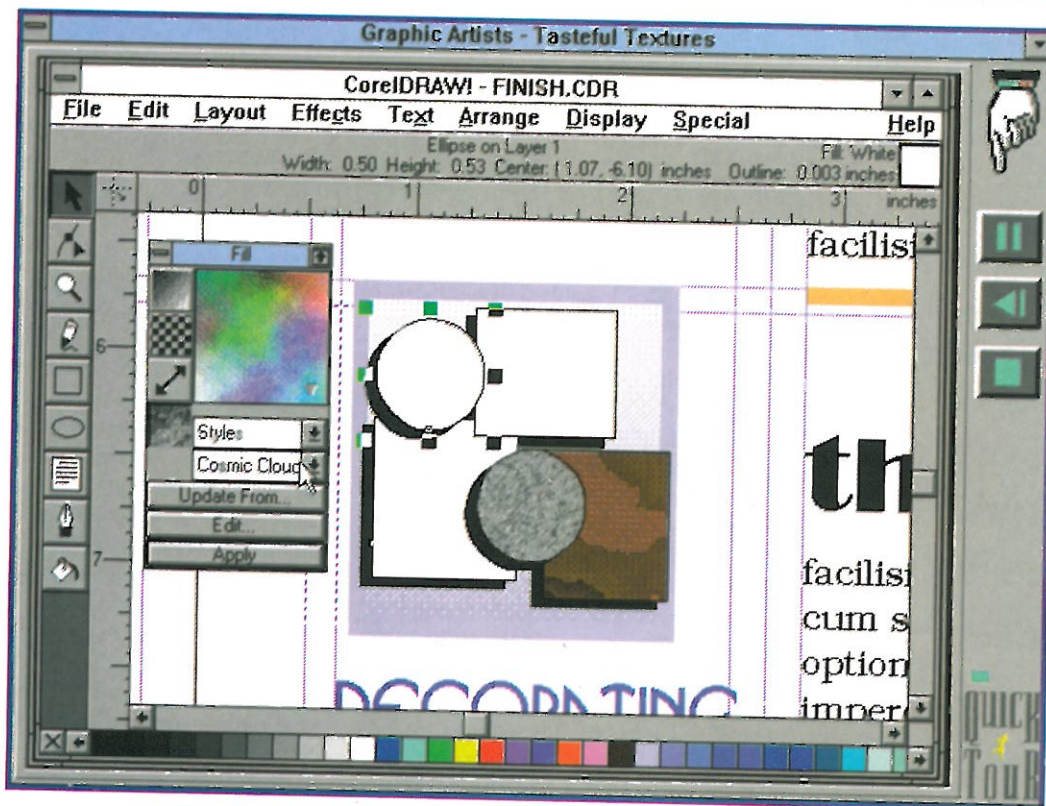 Graphic Artists - Tasteful Textures
CorelDRAW! - FINISH.CDR
File Edit Layout Effects Text Arrange Display Special Help
Ellipse on Layer 1
Fill: White
Width: 0.50 Height: 0.53 Center: (1.07, -6.10) inches Outline: 0.003 inches
0 1 2 3 inches
Fill
facilisi
6
Styles
Cosmic Cloud
Update From...
Edit...
Apply
th
7
facilisi
cum s
option
imper
DECORATING
QUICK
TOUR